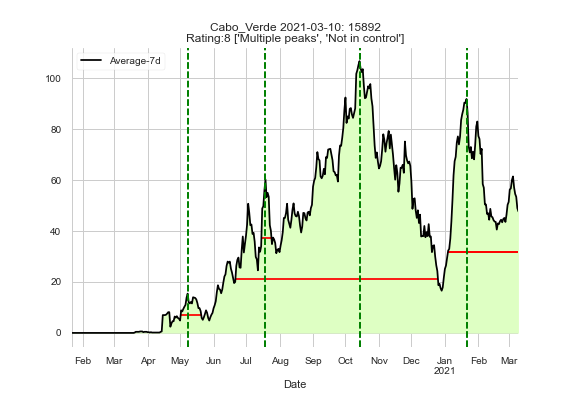 Cabo_Verde 2021-03-10: 15892
Rating:8 ['Multiple peaks', 'Not in control']
Average-7d
100
80
60
40
20
0
Feb Mar Apr May Jun Jul Aug Sep Oct Nov Dec Jan Feb Mar
2021
Date